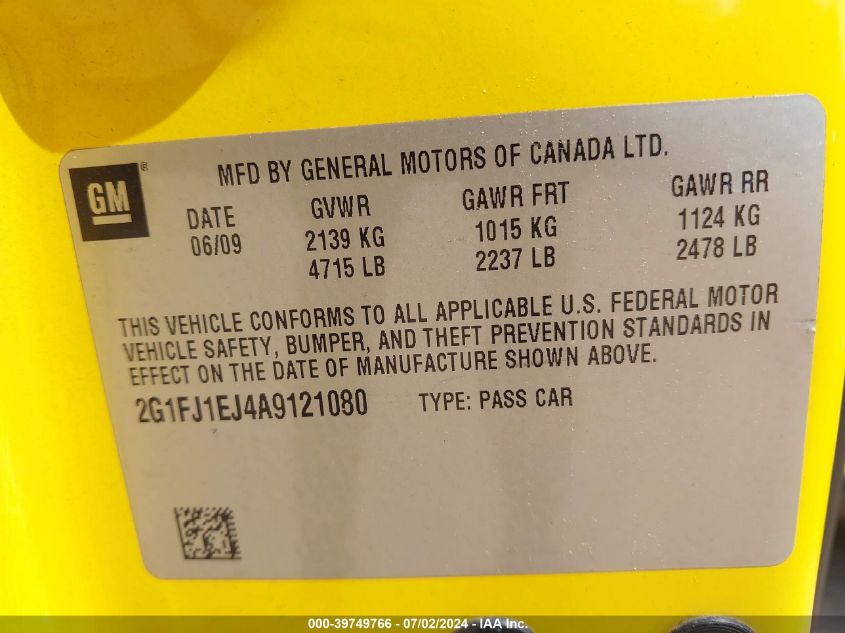 GM®
MFD BY GENERAL MOTORS OF CANADA LTD.
DATE GVWR GAWR FRT GAWR RR
06/09 2139 KG 1015 KG 1124 KG
4715 LB 2237 LB 2478 LB
THIS VEHICLE CONFORMS TO ALL APPLICABLE U.S. FEDERAL MOTOR
VEHICLE SAFETY, BUMPER, AND THEFT PREVENTION STANDARDS IN
EFFECT ON THE DATE OF MANUFACTURE SHOWN ABOVE.
2G1FJ1EJ4A9121080 TYPE: PASS CAR
000-39749766 - 07/02/2024 - IAA Inc.